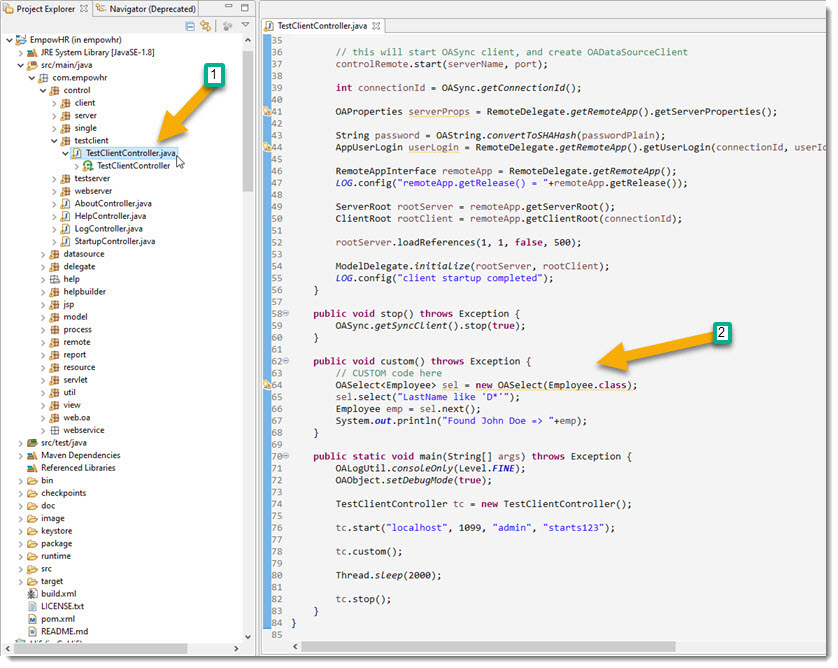 Project Explorer
Navigator (Deprecated)
EmpowHR (in empowhr)
JRE System Library [JavaSE-1.8]
src/main/java
com.empowhr
control
client
server
single
testclient
TestClientController.java
TestClientController
testserver
webserver
AboutController.java
HelpController.java
LogController.java
StartupController.java
datasource
delegate
help
helpbuilder
jsp
model
process
remote
report
resource
servlet
util
view
web.oa
webservice
src/test/java
Maven Dependencies
Referenced Libraries
bin
checkpoints
doc
image
keystore
package
runtime
src
target
build.xml
LICENSE.txt
pom.xml
README.md
1
TestClientController.java
35
36 // this will start OASync client, and create OADataSourceClient
37 controlRemote.start(serverName, port);
38
39 int connectionId = OASync.getConnectionId();
40
41 OAProperties serverProps = RemoteDelegate.getRemoteApp().getServerProperties();
42
43 String password = OAString.convertToSHAHash(passwordPlain);
44 AppUserLogin userLogin = RemoteDelegate.getRemoteApp().getUserLogin(connectionId, userId
45
46 RemoteAppInterface remoteApp = RemoteDelegate.getRemoteApp();
47 LOG.config("remoteApp.getRelease() = "+remoteApp.getRelease());
48
49 ServerRoot rootServer = remoteApp.getServerRoot();
50 ClientRoot rootClient = remoteApp.getClientRoot(connectionId);
51
52 rootServer.loadReferences(1, 1, false, 500);
53
54 ModelDelegate.initialize(rootServer, rootClient);
55 LOG.config("client startup completed");
56 }
57
58 public void stop() throws Exception {
59 OASync.getSyncClient().stop(true);
60 }
61
62 public void custom() throws Exception {
63 // CUSTOM code here
64 OASelect<Employee> sel = new OASelect(Employee.class);
65 sel.select("LastName like 'D*'");
66 Employee emp = sel.next();
67 System.out.println("Found John Doe => "+emp);
68 }
69
70 public static void main(String[] args) throws Exception {
71 OALogUtil.consoleOnly(Level.FINE);
72 OAObject.setDebugMode(true);
73
74 TestClientController tc = new TestClientController();
75
76 tc.start("localhost", 1099, "admin", "starts123");
77
78 tc.custom();
79
80 Thread.sleep(2000);
81
82 tc.stop();
83 }
84 }
85
2